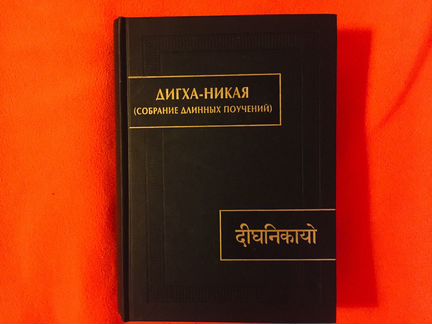 ДИГХА-НИКАЯ
(СОБРАНИЕ ДЛИННЫХ ПОУЧЕНИЙ)
दीघनिकायो